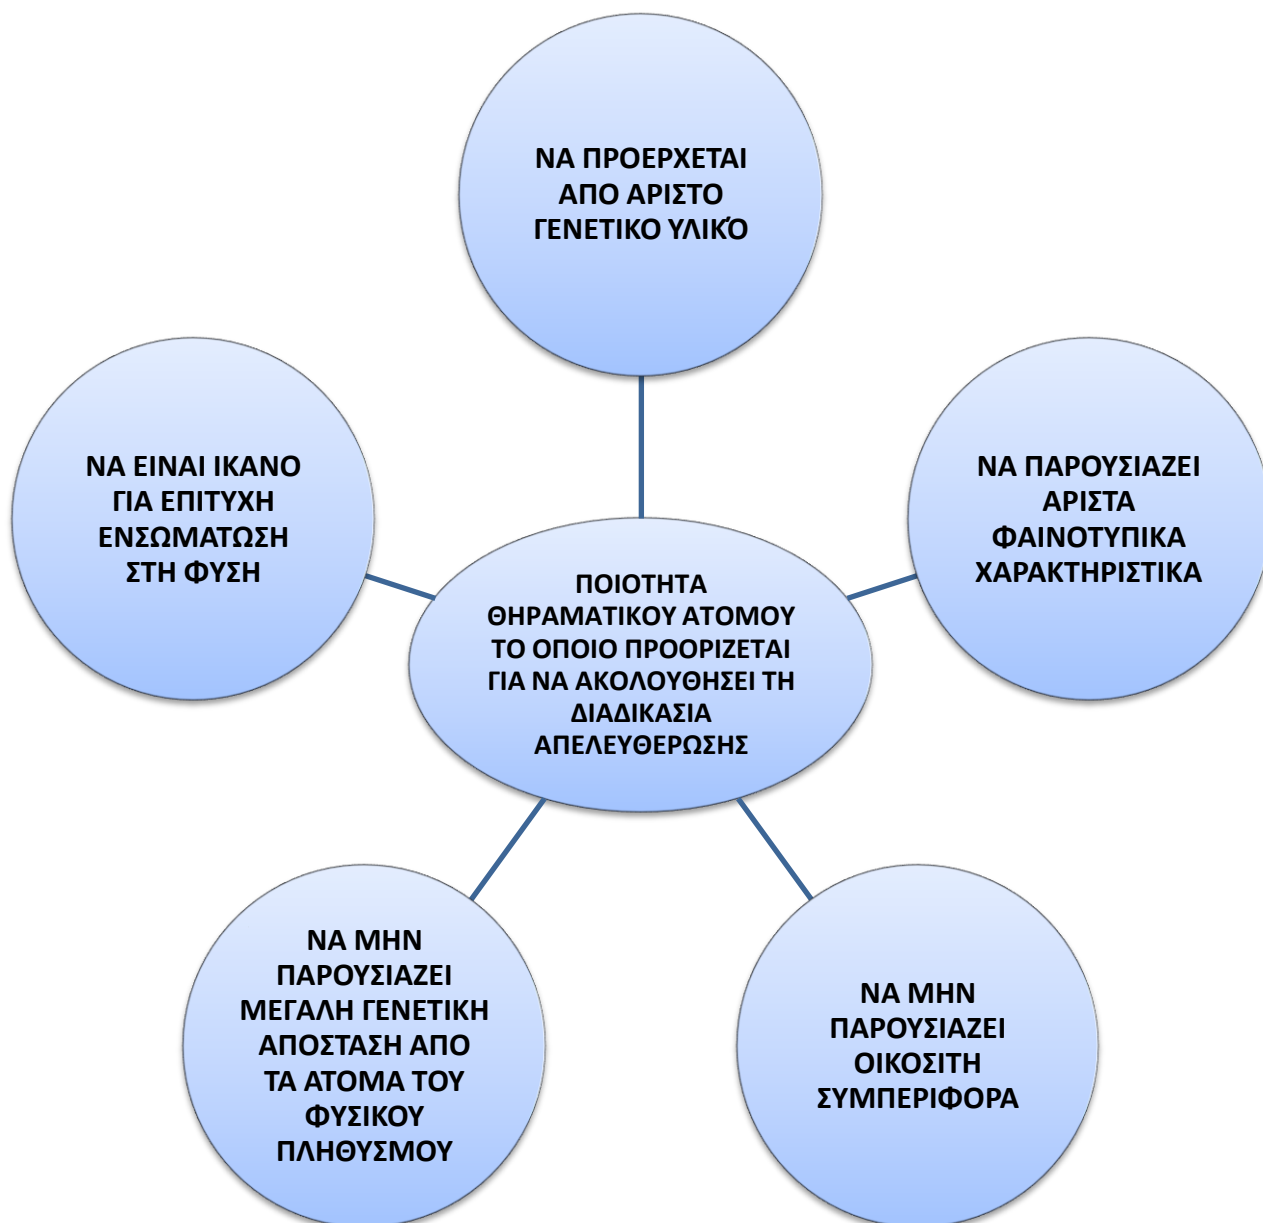 ΝΑ ΠΡΟΕΡΧΕΤΑΙ
ΑΠΟ ΑΡΙΣΤΟ
ΓΕΝΕΤΙΚΟ ΥΛΙΚΌ
ΝΑ ΕΙΝΑΙ ΙΚΑΝΟ
ΓΙΑ ΕΠΙΤΥΧΗ
ΕΝΣΩΜΑΤΩΣΗ
ΣΤΗ ΦΥΣΗ
ΝΑ ΠΑΡΟΥΣΙΑΖΕΙ
ΑΡΙΣΤΑ
ΦΑΙΝΟΤΥΠΙΚΑ
ΧΑΡΑΚΤΗΡΙΣΤΙΚΑ
ΠΟΙΟΤΗΤΑ
ΘΗΡΑΜΑΤΙΚΟΥ ΑΤΟΜΟΥ
ΤΟ ΟΠΟΙΟ ΠΡΟΟΡΙΖΕΤΑΙ
ΓΙΑ ΝΑ ΑΚΟΛΟΥΘΗΣΕΙ ΤΗ
ΔΙΑΔΙΚΑΣΙΑ
ΑΠΕΛΕΥΘΕΡΩΣΗΣ
ΝΑ ΜΗΝ
ΠΑΡΟΥΣΙΑΖΕΙ
ΜΕΓΑΛΗ ΓΕΝΕΤΙΚΗ
ΑΠΟΣΤΑΣΗ ΑΠΟ
ΤΑ ΑΤΟΜΑ ΤΟΥ
ΦΥΣΙΚΟΥ
ΠΛΗΘΥΣΜΟΥ
ΝΑ ΜΗΝ
ΠΑΡΟΥΣΙΑΖΕΙ
ΟΙΚΟΣΙΤΗ
ΣΥΜΠΕΡΙΦΟΡΑ